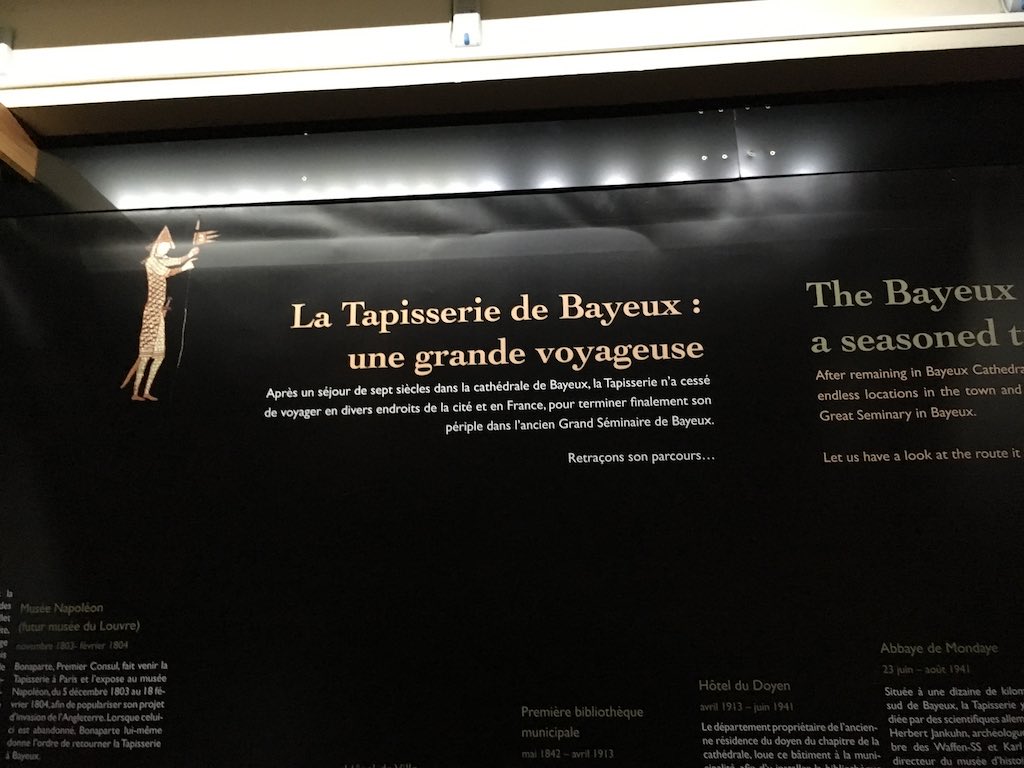 La Tapisserie de Bayeux :
une grande voyageuse
Après un séjour de sept siècles dans la cathédrale de Bayeux, la Tapisserie n'a cessé
de voyager en divers endroits de la cité et en France, pour terminer finalement son
périple dans l'ancien Grand Séminaire de Bayeux.
Retraçons son parcours…
The Bayeux
a seasoned
After remaining in Bayeux
endless locations in the town and
Great Seminary in Bayeux.
Let us have a look at the route it
Musée Napoléon
(futur musée du Louvre)
novembre 1803- février 1804
Bonaparte, Premier Consul, fait venir la
Tapisserie à Paris et l'expose au musée
Napoléon, du 5 décembre 1803 au 18 fé-
vrier 1804, afin de populariser son projet
d'invasion de l'Angleterre. Lorsque celui-
ci est abandonné, Bonaparte lui-même
donne l'ordre de retourner la Tapisserie
à Bayeux.
Première bibliothèque
municipale
mai 1842 – avril 1913
Hôtel du Doyen
avril 1913 – juin 1941
Le département propriétaire de l'ancien-
ne résidence du doyen du chapitre de la
cathédrale, loue ce bâtiment à la muni-
Abbaye de Mondaye
23 juin – août 1941
Située à une dizaine de
sud de Bayeux, la Tapisserie y
diée par des scientifiques
Herbert Jankuhn,
bre des Waffen-SS et Karl
directeur du musée